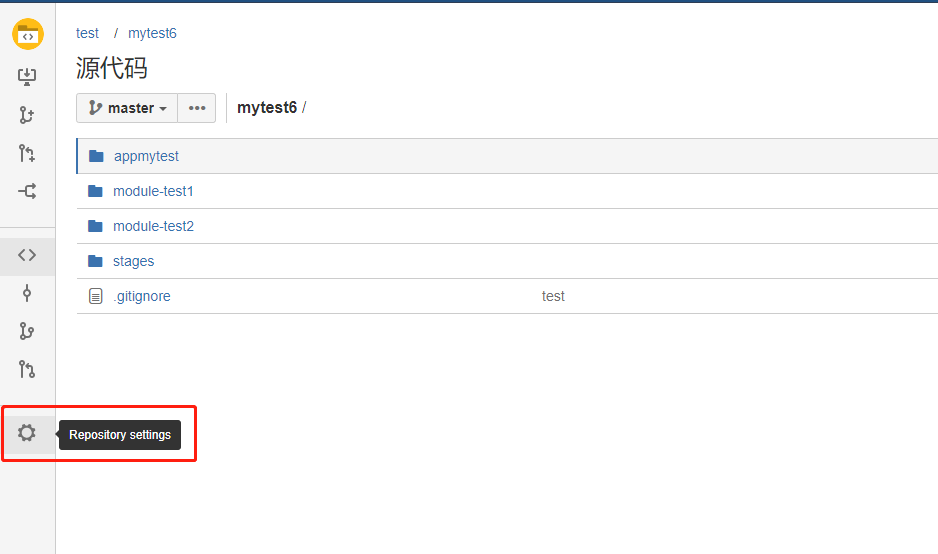 test / mytest6
源代码
master ••• mytest6 /
appmytest
module-test1
module-test2
stages
.gitignore test
Repository settings